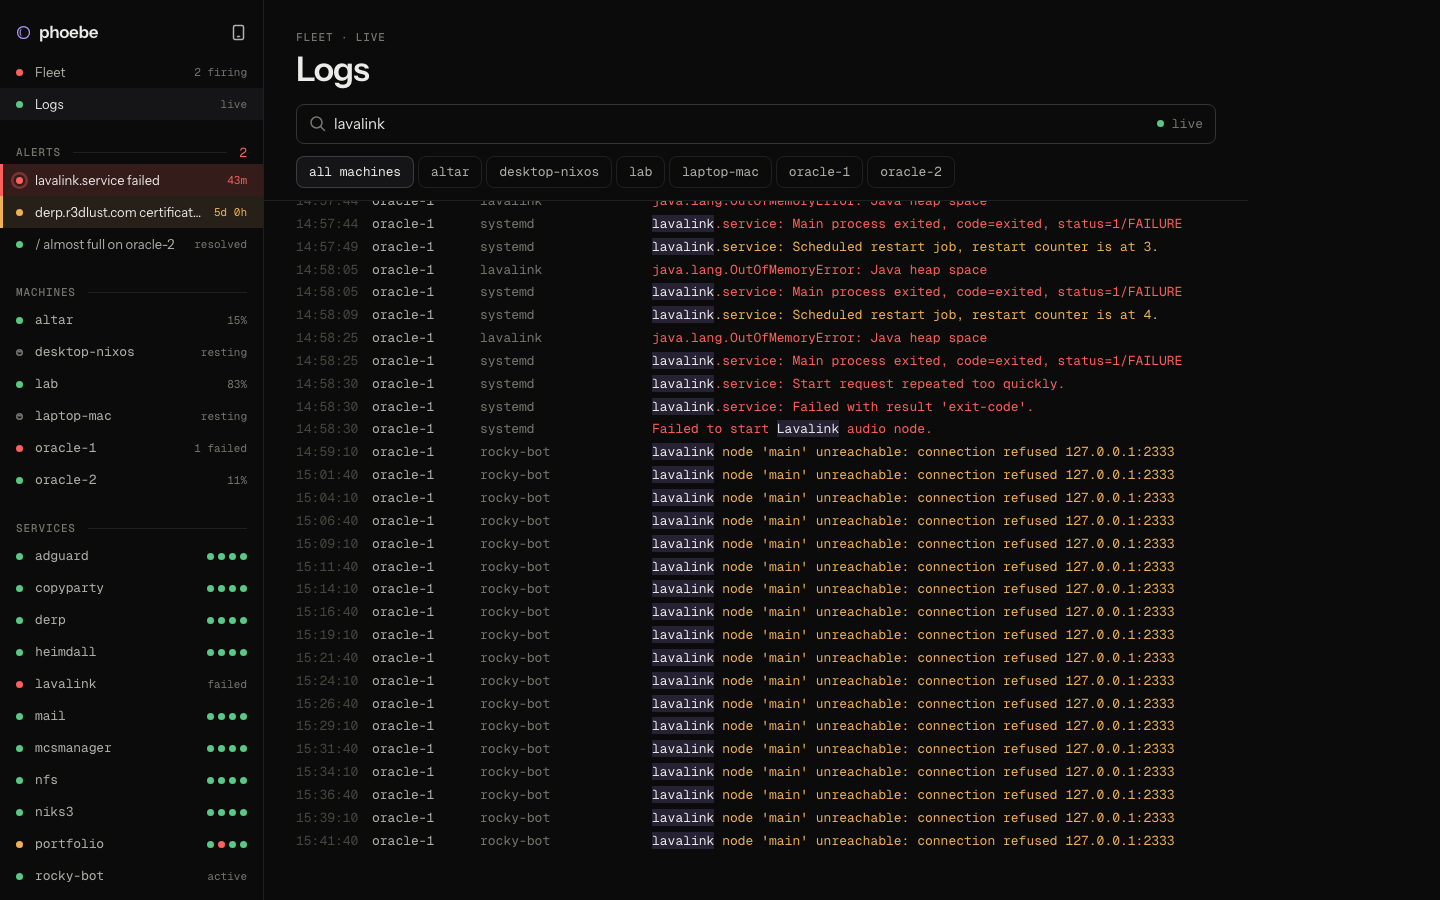 phoebe
Fleet 2 firing
Logs live
ALERTS 2
lavalink.service failed 43m
derp.r3dlust.com certificat… 5d 0h
/ almost full on oracle-2 resolved
MACHINES
altar 15%
desktop-nixos resting
lab 83%
laptop-mac resting
oracle-1 1 failed
oracle-2 11%
SERVICES
adguard
copyparty
derp
heimdall
lavalink failed
mail
mcsmanager
nfs
niks3
portfolio
rocky-bot active
FLEET · LIVE
Logs
lavalink live
all machines altar desktop-nixos lab laptop-mac oracle-1 oracle-2
14:57:44 oracle-1 lavalink java.lang.OutOfMemoryError: Java heap space
14:57:44 oracle-1 systemd lavalink.service: Main process exited, code=exited, status=1/FAILURE
14:57:49 oracle-1 systemd lavalink.service: Scheduled restart job, restart counter is at 3.
14:58:05 oracle-1 lavalink java.lang.OutOfMemoryError: Java heap space
14:58:05 oracle-1 systemd lavalink.service: Main process exited, code=exited, status=1/FAILURE
14:58:09 oracle-1 systemd lavalink.service: Scheduled restart job, restart counter is at 4.
14:58:25 oracle-1 lavalink java.lang.OutOfMemoryError: Java heap space
14:58:25 oracle-1 systemd lavalink.service: Main process exited, code=exited, status=1/FAILURE
14:58:30 oracle-1 systemd lavalink.service: Start request repeated too quickly.
14:58:30 oracle-1 systemd lavalink.service: Failed with result 'exit-code'.
14:58:30 oracle-1 systemd Failed to start Lavalink audio node.
14:59:10 oracle-1 rocky-bot lavalink node 'main' unreachable: connection refused 127.0.0.1:2333
15:01:40 oracle-1 rocky-bot lavalink node 'main' unreachable: connection refused 127.0.0.1:2333
15:04:10 oracle-1 rocky-bot lavalink node 'main' unreachable: connection refused 127.0.0.1:2333
15:06:40 oracle-1 rocky-bot lavalink node 'main' unreachable: connection refused 127.0.0.1:2333
15:09:10 oracle-1 rocky-bot lavalink node 'main' unreachable: connection refused 127.0.0.1:2333
15:11:40 oracle-1 rocky-bot lavalink node 'main' unreachable: connection refused 127.0.0.1:2333
15:14:10 oracle-1 rocky-bot lavalink node 'main' unreachable: connection refused 127.0.0.1:2333
15:16:40 oracle-1 rocky-bot lavalink node 'main' unreachable: connection refused 127.0.0.1:2333
15:19:10 oracle-1 rocky-bot lavalink node 'main' unreachable: connection refused 127.0.0.1:2333
15:21:40 oracle-1 rocky-bot lavalink node 'main' unreachable: connection refused 127.0.0.1:2333
15:24:10 oracle-1 rocky-bot lavalink node 'main' unreachable: connection refused 127.0.0.1:2333
15:26:40 oracle-1 rocky-bot lavalink node 'main' unreachable: connection refused 127.0.0.1:2333
15:29:10 oracle-1 rocky-bot lavalink node 'main' unreachable: connection refused 127.0.0.1:2333
15:31:40 oracle-1 rocky-bot lavalink node 'main' unreachable: connection refused 127.0.0.1:2333
15:34:10 oracle-1 rocky-bot lavalink node 'main' unreachable: connection refused 127.0.0.1:2333
15:36:40 oracle-1 rocky-bot lavalink node 'main' unreachable: connection refused 127.0.0.1:2333
15:39:10 oracle-1 rocky-bot lavalink node 'main' unreachable: connection refused 127.0.0.1:2333
15:41:40 oracle-1 rocky-bot lavalink node 'main' unreachable: connection refused 127.0.0.1:2333